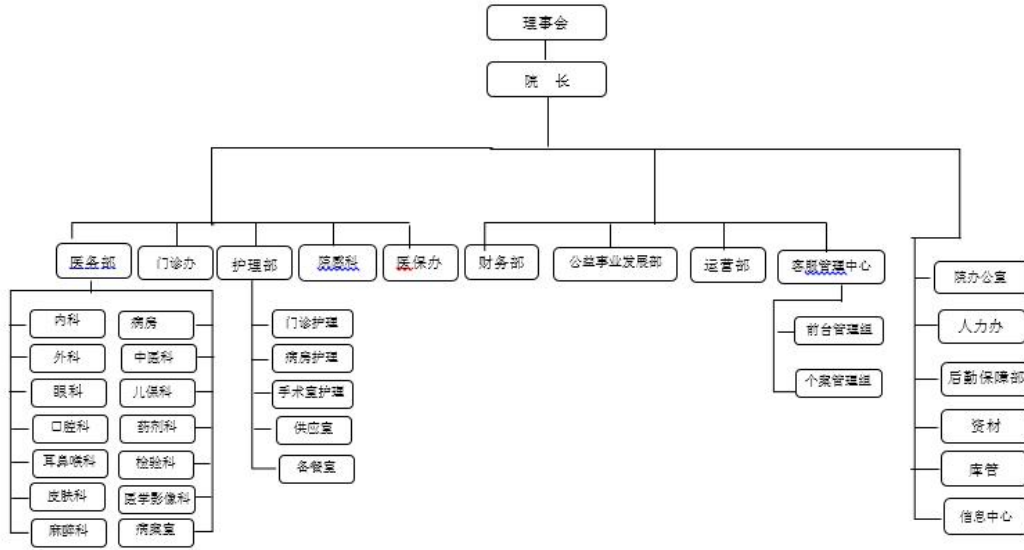 理事会
院 长
医务部
门诊办
护理部
院感科
医保办
财务部
公益事业发展部
运营部
客服管理中心
内科
外科
眼科
口腔科
耳鼻喉科
皮肤科
麻醉科
病房
中医科
儿保科
药剂科
检验科
医学影像科
病案室
门诊护理
病房护理
手术室护理
供应室
备餐室
前台管理组
个案管理组
院办公室
人力办
后勤保障部
资材
库管
信息中心